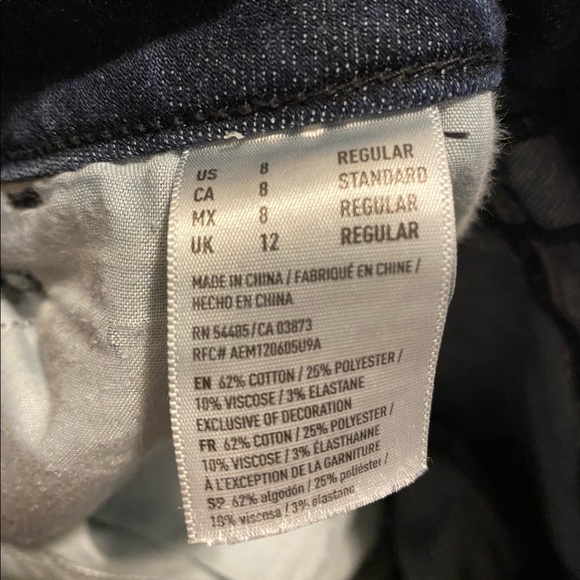 US 8 REGULAR
CA 8 STANDARD
MX 8 REGULAR
UK 12 REGULAR
MADE IN CHINA / FABRIQUÉ EN CHINE /
HECHO EN CHINA
RN 54485/CA 03873
RFC# AEM120605U9A
EN 62% COTTON / 25% POLYESTER /
10% VISCOSE / 3% ELASTANE
EXCLUSIVE OF DECORATION
FR 62% COTON / 25% POLYESTER /
10% VISCOSE / 3% ÉLASTHANNE
À L'EXCEPTION DE LA GARNITURE
SP 62% algodón / 25% poliéster /
10% viscosa / 3% elastano